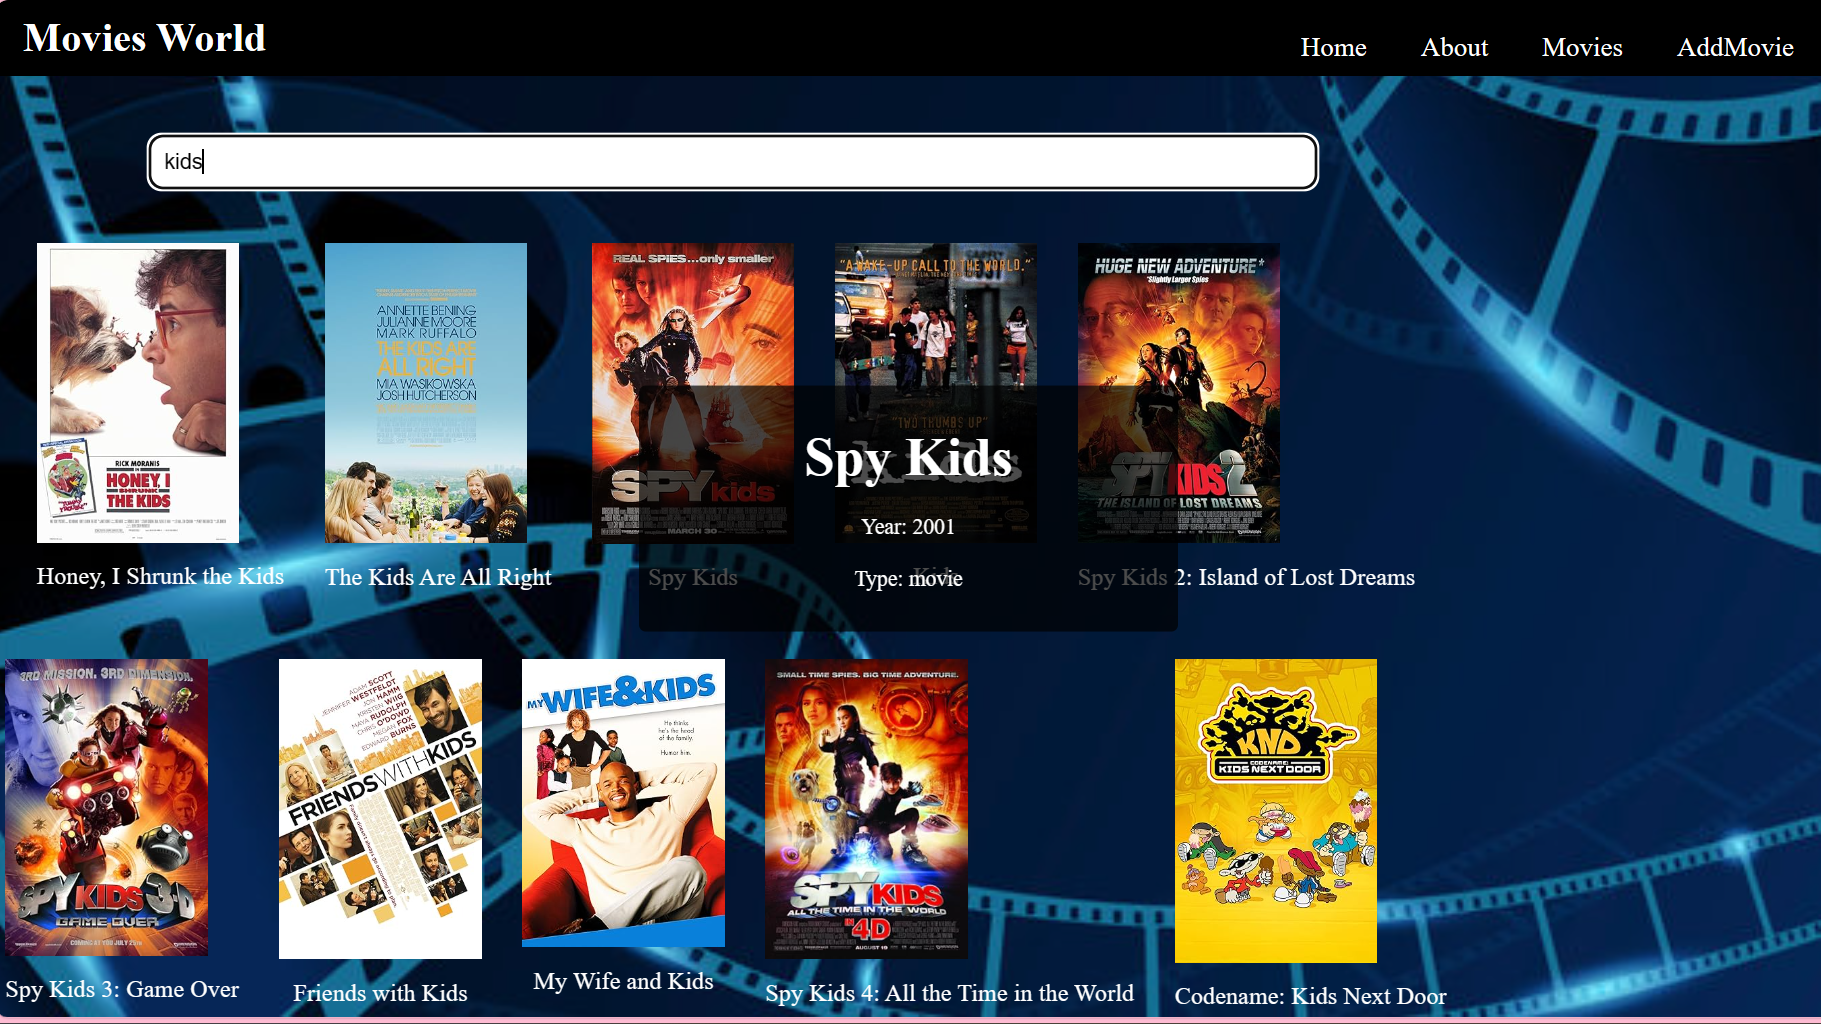 Movies World
Home
About
Movies
AddMovie
kids
RICK MORANIS
HONEY, I
SHRUNK
THE KIDS
ANNETTE BENING
JULIANNE MOORE
MARK RUFFALO
THE KIDS ARE
ALL RIGHT
MIA WASIKOWSKA
JOSH HUTCHERSON
REAL SPIES...only smaller
SPY kids
MARCH 30
"A WAKE-UP CALL TO THE WORLD."
"TWO THUMBS UP"
kids
HUGE NEW ADVENTURE*
*Slightly Larger Spies
SPY KIDS 2
THE ISLAND OF LOST DREAMS
Spy Kids
Year: 2001
Type: movie
Honey, I Shrunk the Kids
The Kids Are All Right
Spy Kids
Kids
Spy Kids 2: Island of Lost Dreams
3RD MISSION. 3RD DIMENSION.
SPY KIDS 3-D
GAME OVER
COMING AT YOU JULY 25th
ADAM SCOTT
JENNIFER WESTFELDT
JON HAMM
KRISTEN WIIG
MAYA RUDOLPH
CHRIS O'DOWD
MEGAN FOX
EDWARD BURNS
FRIENDS WITH KIDS
MY WIFE & KIDS
He thinks
he's the head
of the family.
Humor him.
SMALL TIME SPIES. BIG TIME ADVENTURE.
SPY KIDS
ALL THE TIME IN THE WORLD
IN 4D
AUGUST 19
KND
CODENAME:
KIDS NEXT DOOR
Spy Kids 3: Game Over
Friends with Kids
My Wife and Kids
Spy Kids 4: All the Time in the World
Codename: Kids Next Door